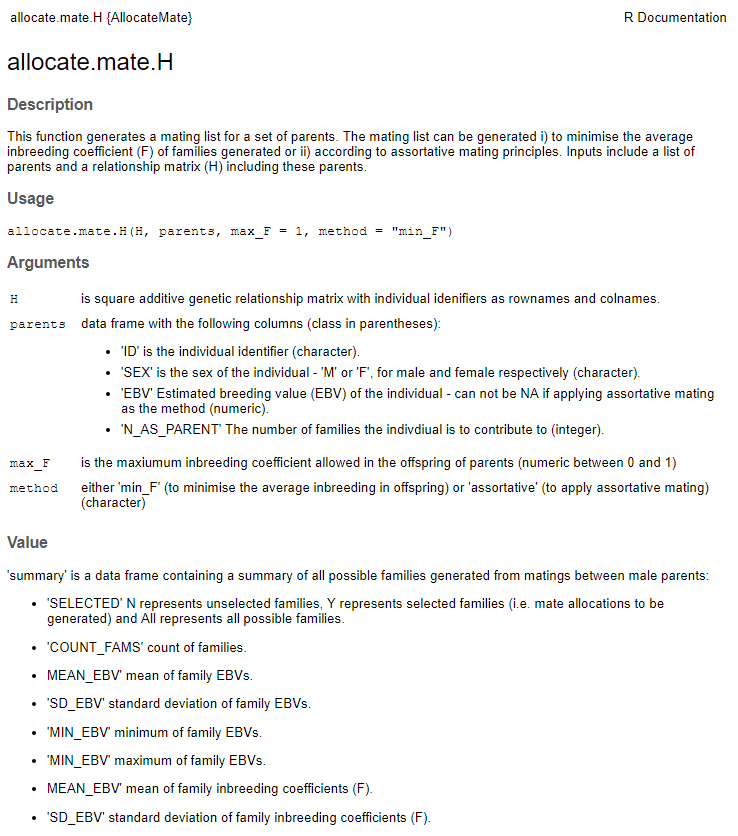 allocate.mate.H {AllocateMate} R Documentation
allocate.mate.H
Description
This function generates a mating list for a set of parents. The mating list can be generated i) to minimise the average
inbreeding coefficient (F) of families generated or ii) according to assortative mating principles. Inputs include a list of
parents and a relationship matrix (H) including these parents.
Usage
allocate.mate.H(H, parents, max_F = 1, method = "min_F")
Arguments
H is square additive genetic relationship matrix with individual idenifiers as rownames and colnames.
parents data frame with the following columns (class in parentheses):
• 'ID' is the individual identifier (character).
• 'SEX' is the sex of the individual - 'M' or 'F', for male and female respectively (character).
• 'EBV' Estimated breeding value (EBV) of the individual - can not be NA if applying assortative mating
as the method (numeric).
• 'N_AS_PARENT' The number of families the indivdiual is to contribute to (integer).
max_F is the maxiumum inbreeding coefficient allowed in the offspring of parents (numeric between 0 and 1)
method either 'min_F' (to minimise the average inbreeding in offspring) or 'assortative' (to apply assortative mating)
(character)
Value
'summary' is a data frame containing a summary of all possible families generated from matings between male parents:
• 'SELECTED' N represents unselected families, Y represents selected families (i.e. mate allocations to be
generated) and All represents all possible families.
• 'COUNT_FAMS' count of families.
• MEAN_EBV' mean of family EBVs.
• 'SD_EBV' standard deviation of family EBVs.
• 'MIN_EBV' minimum of family EBVs.
• 'MIN_EBV' maximum of family EBVs.
• MEAN_EBV' mean of family inbreeding coefficients (F).
• 'SD_EBV' standard deviation of family inbreeding coefficients (F).